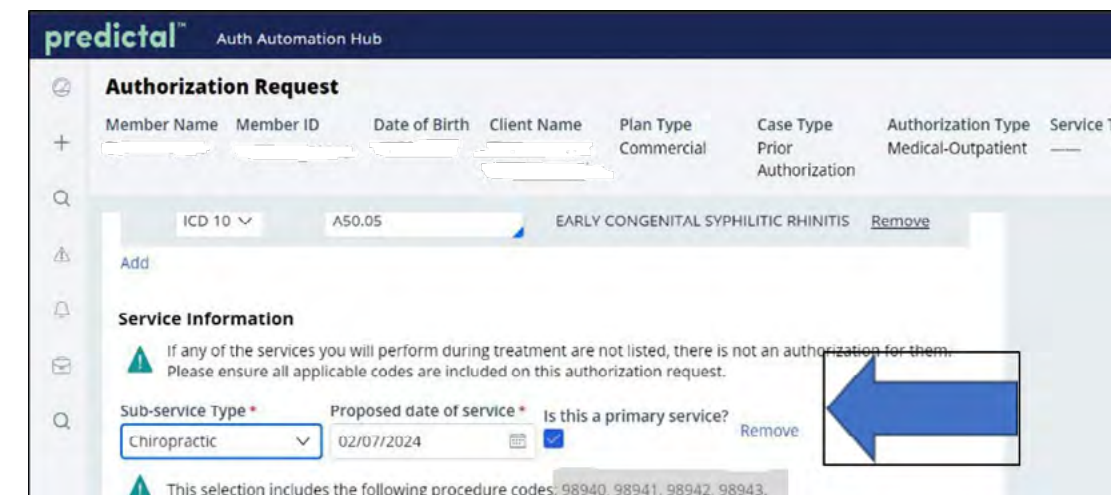 predictal™ Auth Automation Hub
Authorization Request
Member Name Member ID Date of Birth Client Name Plan Type Case Type Authorization Type Service
Commercial Prior Medical-Outpatient -----
Authorization
ICD 10 A50.05 EARLY CONGENITAL SYPHILITIC RHINITIS Remove
Add
Service Information
If any of the services you will perform during treatment are not listed, there is not an authorization for them.
Please ensure all applicable codes are included on this authorization request.
Sub-service Type * Proposed date of service * Is this a primary service?
Chiropractic 02/07/2024 Remove
This selection includes the following procedure codes: 98940, 98941, 98942, 98943,